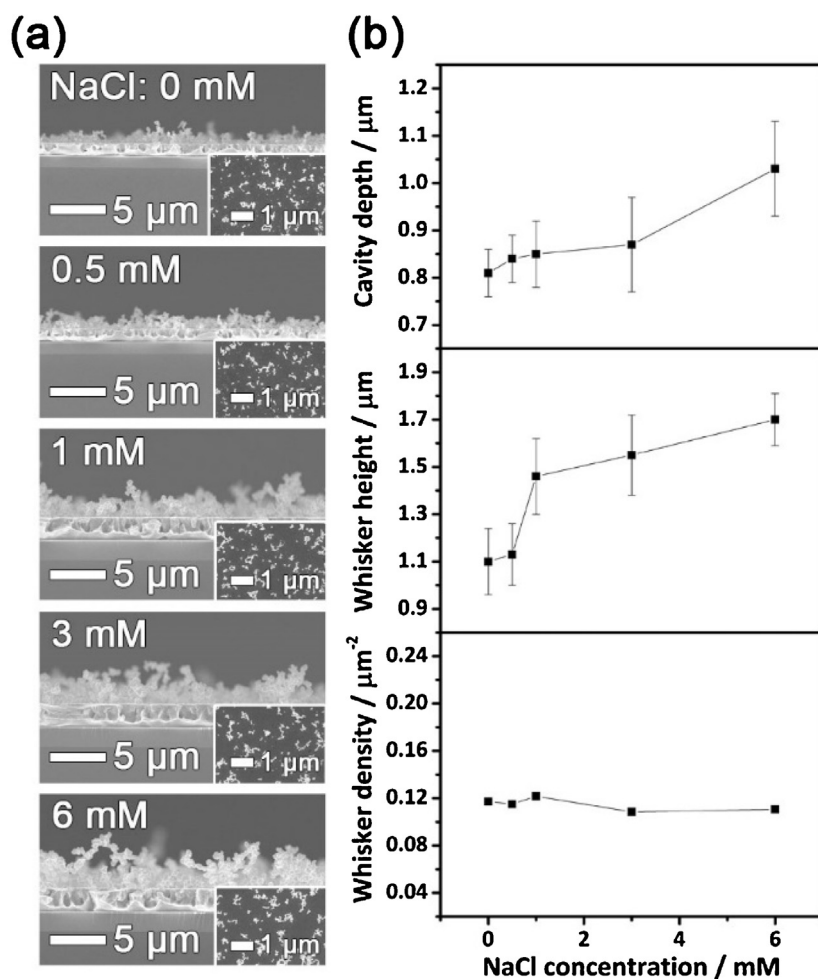 (a)
NaCl: 0 mM
5 μm
1 μm
0.5 mM
5 μm
1 μm
1 mM
5 μm
1 μm
3 mM
5 μm
1 μm
6 mM
5 μm
1 μm
(b)
Cavity depth / μm
1.2
1.1
1.0
0.9
0.8
0.7
Whisker height / μm
1.9
1.7
1.5
1.3
1.1
0.9
Whisker density / μm⁻²
0.24
0.20
0.16
0.12
0.08
0.04
0 2 4 6
NaCl concentration / mM